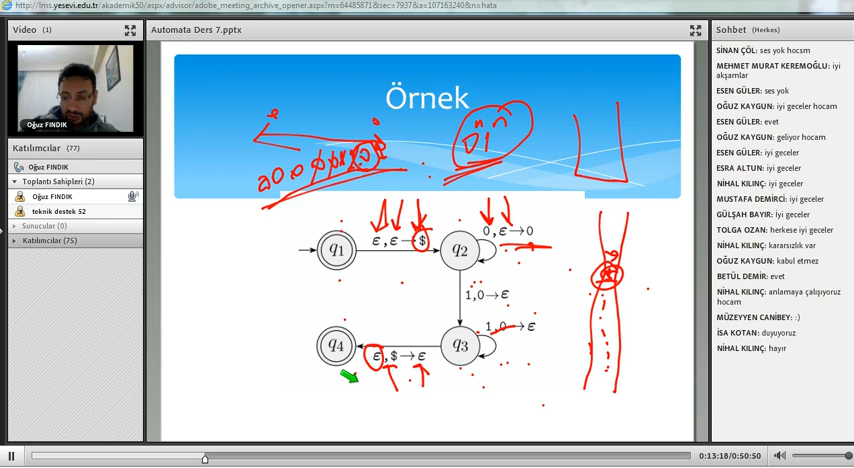 http://lms.yesevi.edu.tr/akademik50/aspx/advisor/adobe_meeting_archive_opener.aspx?m=64485871&sec=7937&a=107163240&n=hata
Video (1)
Oğuz FINDIK
Katılımcılar (77)
Oğuz FINDIK
Toplantı Sahipleri (2)
Oğuz FINDIK
teknik destek 52
Sunucular (0)
Katılımcılar (75)
Automata Ders 7.pptx
Örnek
q1
ε, ε → $
q2
0, ε → 0
1, 0 → ε
q4
ε, $ → ε
q3
1, 0 → ε
Sohbet (Herkes)
SİNAN ÇÖL: ses yok hocsm
MEHMET MURAT KEREMOĞLU: iyi
akşamlar
ESEN GÜLER: ses yok
OĞUZ KAYGUN: iyi geceler hocam
ESEN GÜLER: evet
OĞUZ KAYGUN: geliyor hocam
ESEN GÜLER: iyi geceler
ESRA ALTUN: iyi geceler
NİHAL KILINÇ: iyi geceler
MUSTAFA DEMİRCİ: iyi geceler
GÜLŞAH BAYIR: İyi geceler
TOLGA OZAN: herkese iyi geceler
NİHAL KILINÇ: kararsızlık var
OĞUZ KAYGUN: kabul etmez
BETÜL DEMİR: evet
NİHAL KILINÇ: anlamaya çalışıyoruz
hocam
MÜZEYYEN CANİBEY: :)
İSA KOTAN: duyuyoruz
NİHAL KILINÇ: hayır
0:13:18/0:50:50